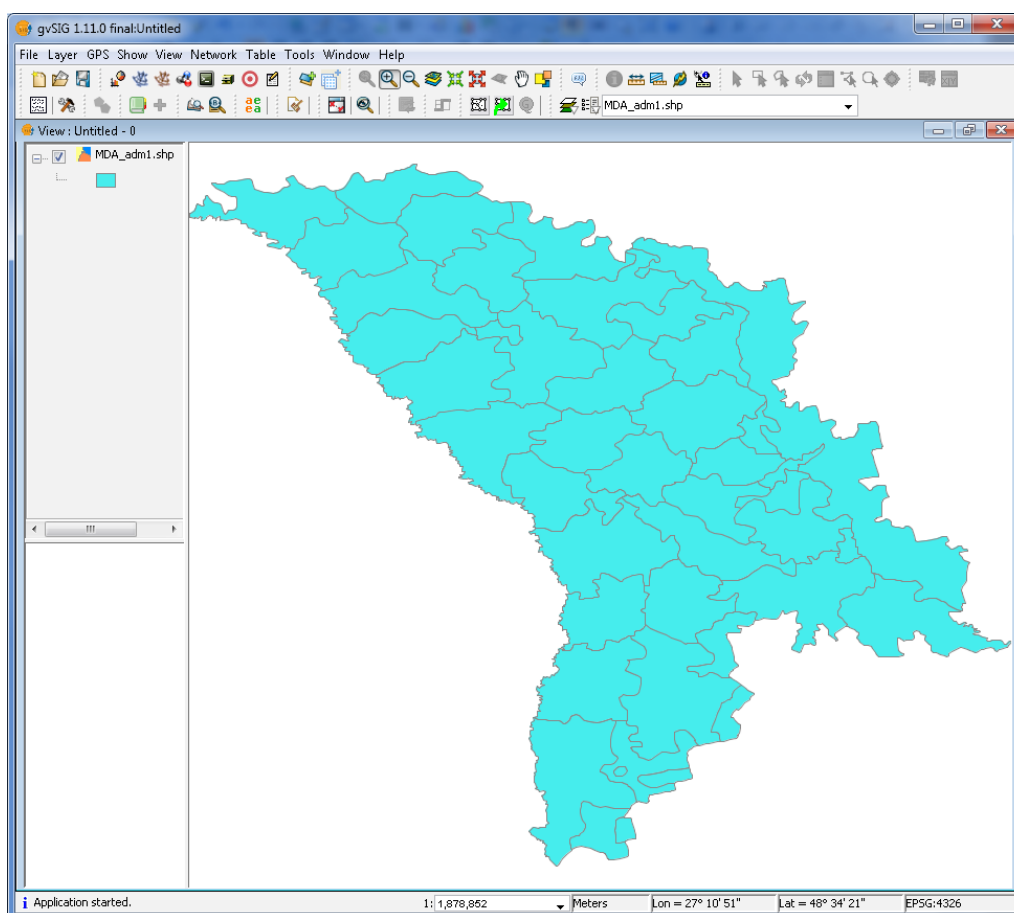 gvSIG 1.11.0 final:Untitled
File Layer GPS Show View Network Table Tools Window Help
MDA_adm1.shp
View : Untitled - 0
MDA_adm1.shp
Application started.
1: 1,878,852
Meters
Lon = 27° 10' 51"
Lat = 48° 34' 21"
EPSG:4326